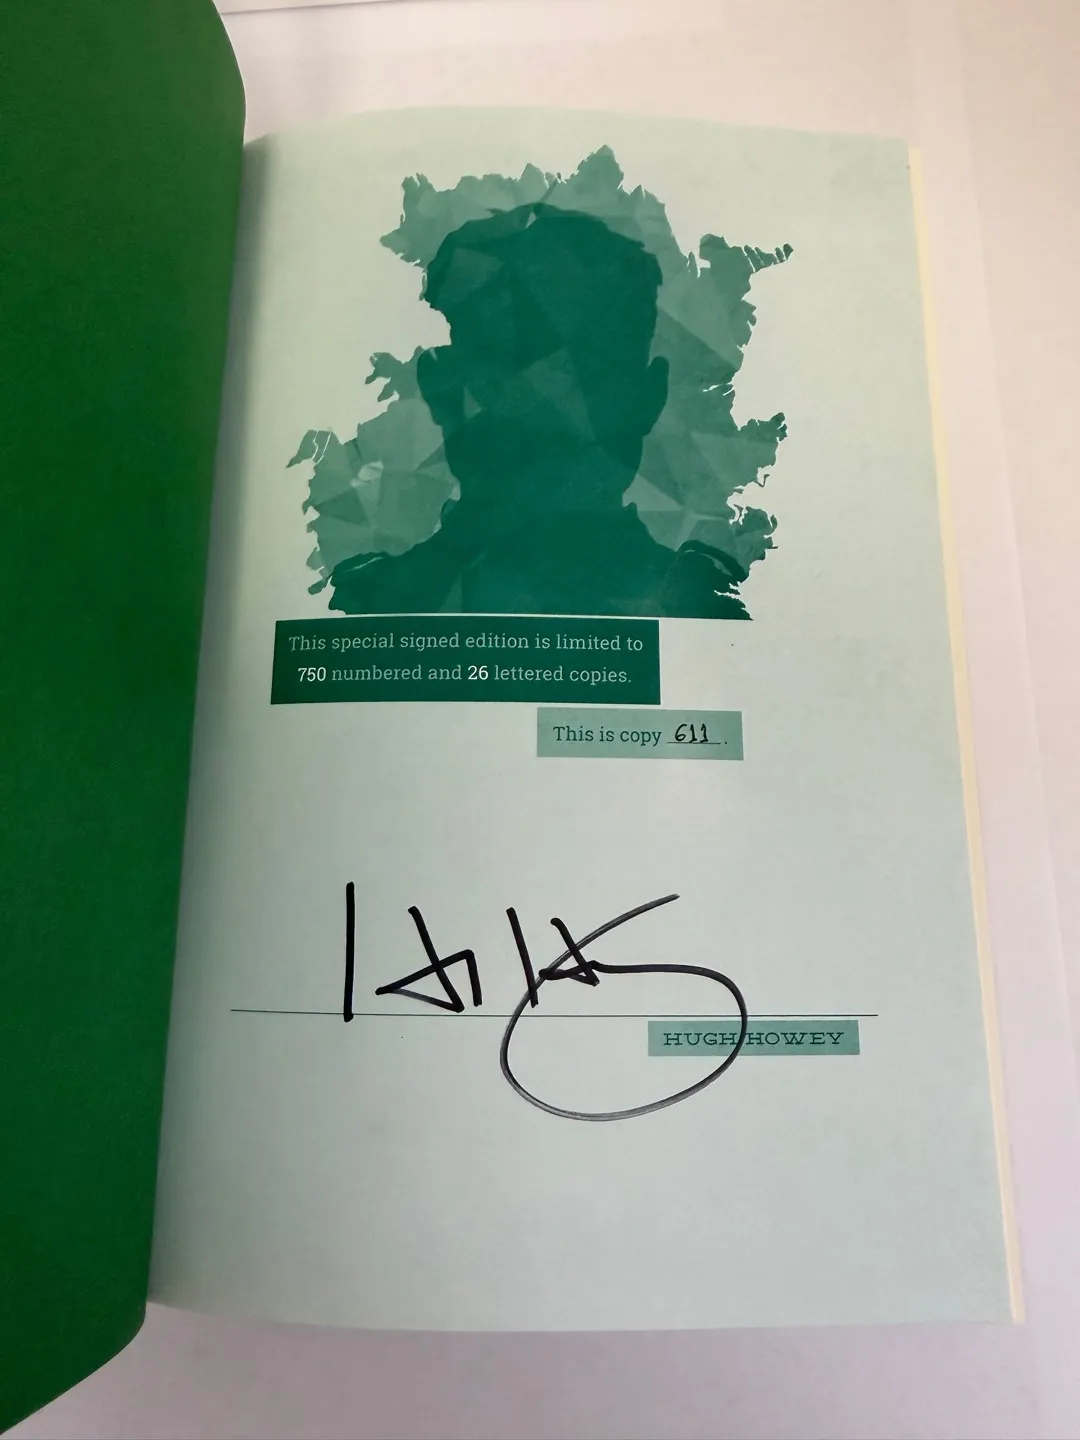 This special signed edition is limited to
750 numbered and 26 lettered copies.
This is copy 611.
HUGH HOWEY